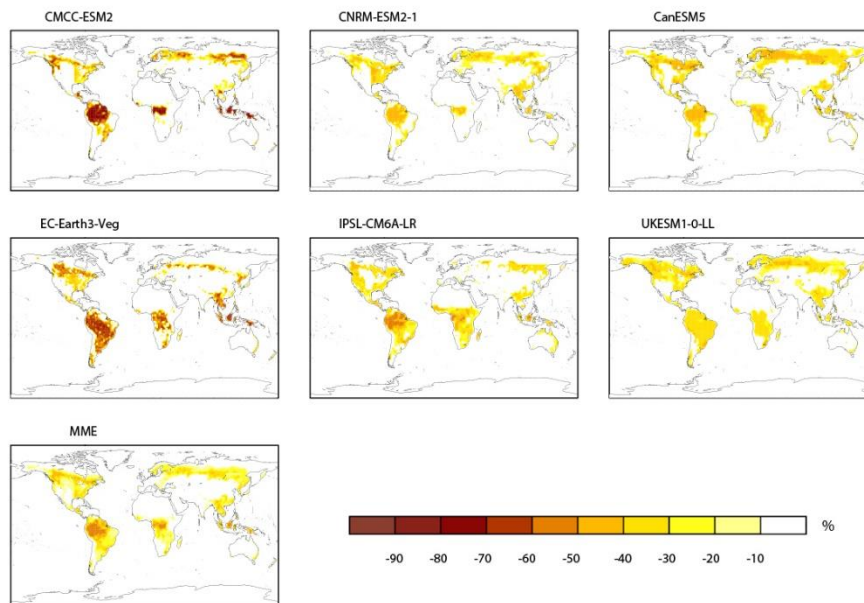 CMCC-ESM2 CNRM-ESM2-1 CanESM5
EC-Earth3-Veg IPSL-CM6A-LR UKESM1-0-LL
MME
%
-90 -80 -70 -60 -50 -40 -30 -20 -10